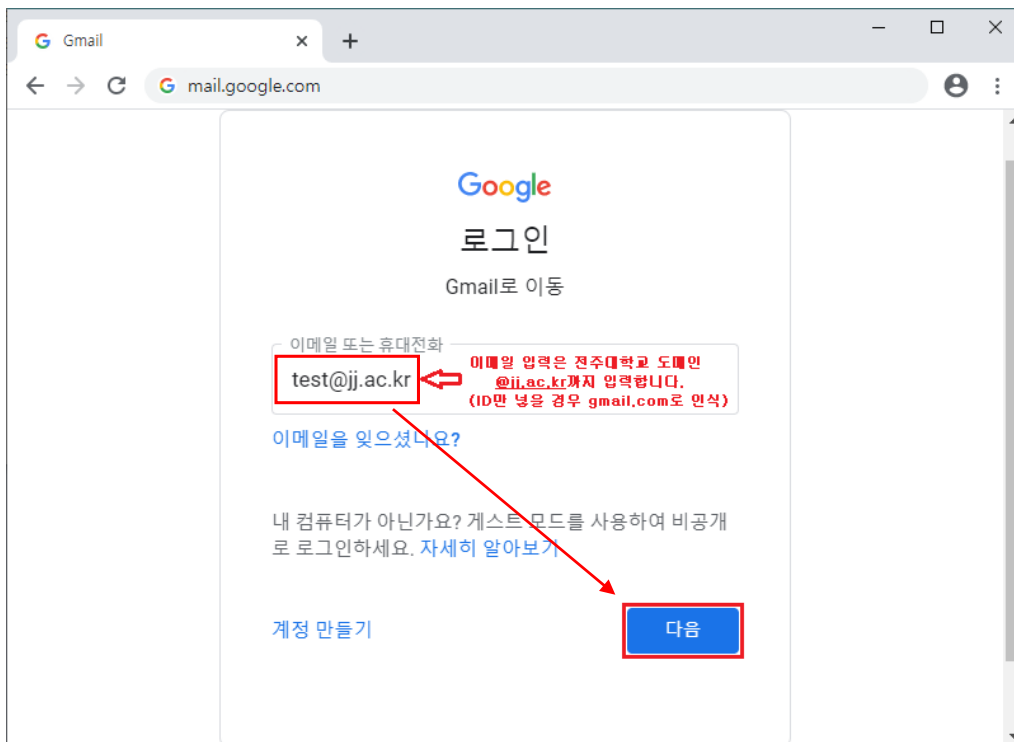 Gmail
mail.google.com
Google
로그인
Gmail로 이동
이메일 또는 휴대전화
test@jj.ac.kr
이메일 입력은 전주대학교 도메인
@jj.ac.kr까지 입력합니다.
(ID만 넣을 경우 gmail.com로 인식)
이메일을 잊으셨나요?
내 컴퓨터가 아닌가요? 게스트 모드를 사용하여 비공개
로 로그인하세요. 자세히 알아보기
계정 만들기
다음